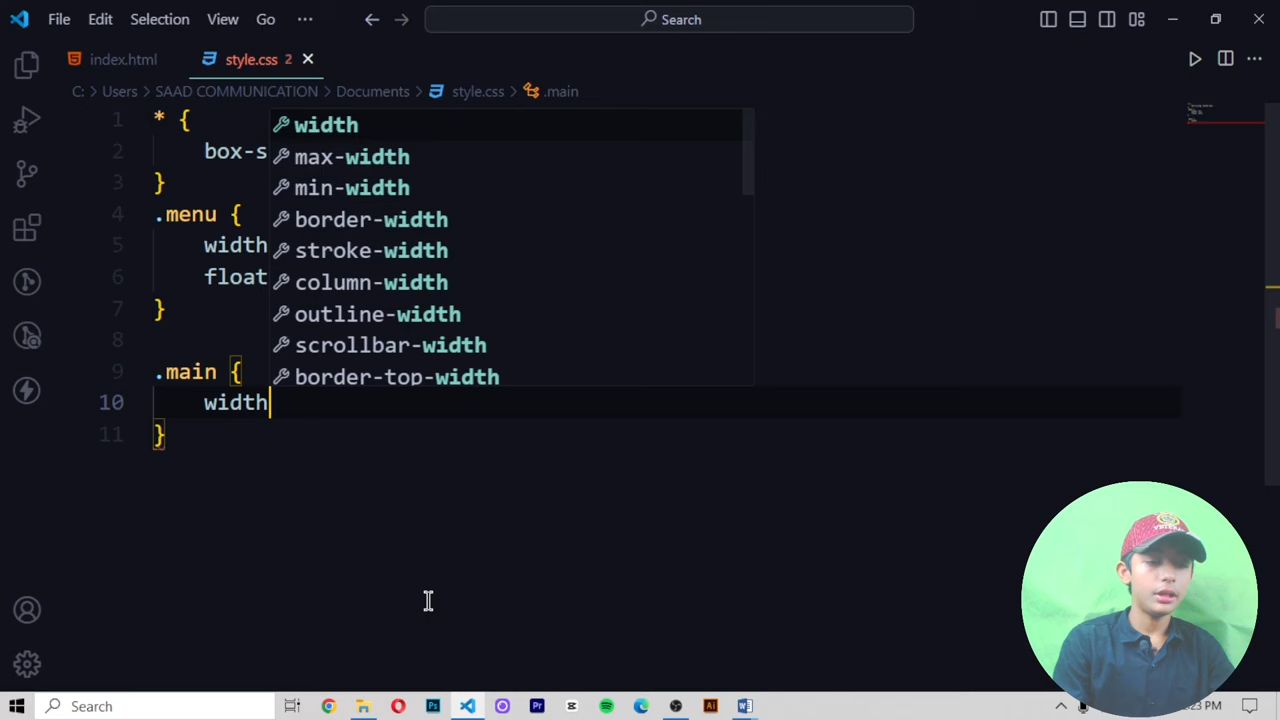 File Edit Selection View Go ··· Search
index.html style.css 2
C: > Users > SAAD COMMUNICATION > Documents > style.css > .main
1 * {
2 box-s
3 }
4 .menu {
5 width
6 float
7 }
8
9 .main {
10 width
11 }
width
max-width
min-width
border-width
stroke-width
column-width
outline-width
scrollbar-width
border-top-width
Search
:23 PM